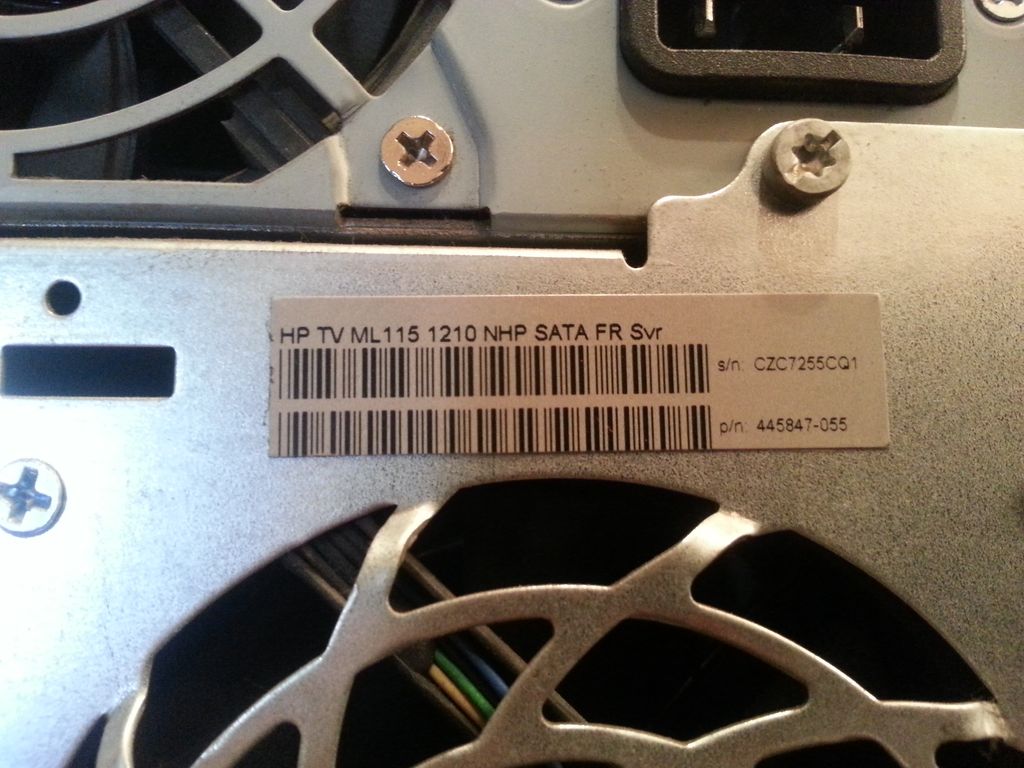 HP TV ML115 1210 NHP SATA FR Svr
s/n: CZC7255CQ1
p/n: 445847-055